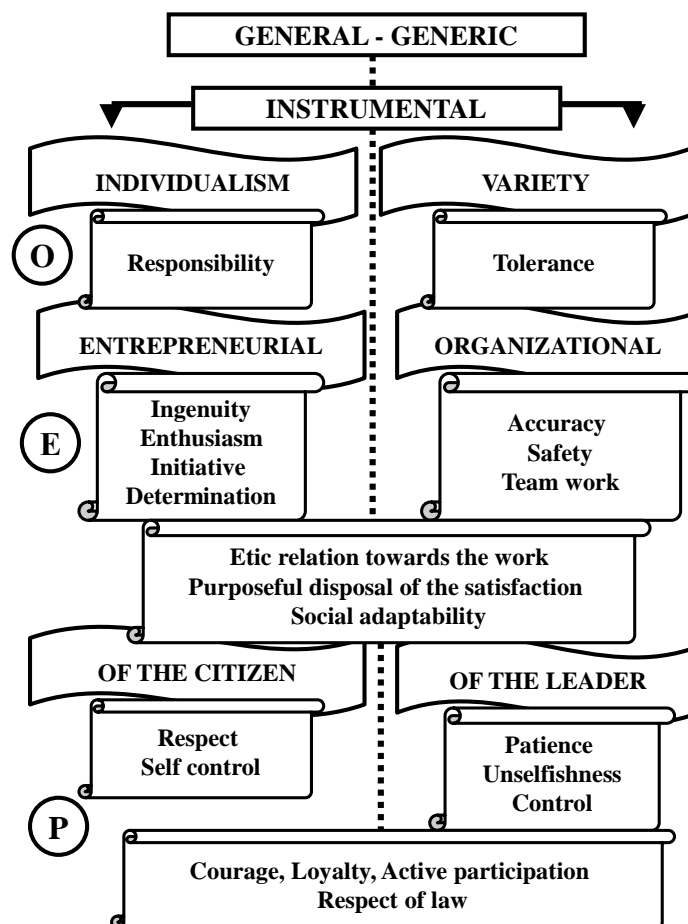 GENERAL - GENERIC
INSTRUMENTAL
INDIVIDUALISM
VARIETY
O
Responsibility
Tolerance
ENTREPRENEURIAL
ORGANIZATIONAL
E
Ingenuity
Enthusiasm
Initiative
Determination
Accuracy
Safety
Team work
Etic relation towards the work
Purposeful disposal of the satisfaction
Social adaptability
OF THE CITIZEN
OF THE LEADER
Respect
Self control
Patience
Unselfishness
Control
P
Courage, Loyalty, Active participation
Respect of law